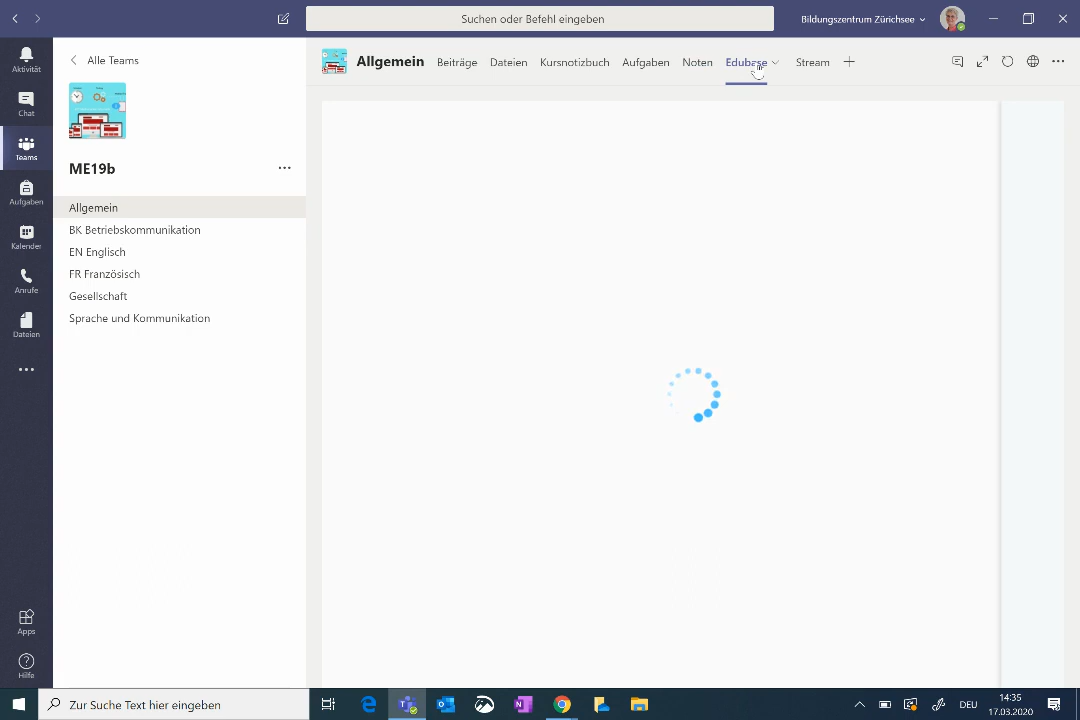 Suchen oder Befehl eingeben
Bildungszentrum Zürichsee
Aktivität
Chat
Teams
Aufgaben
Kalender
Anrufe
Dateien
Apps
Hilfe
Alle Teams
ME19b
Allgemein
BK Betriebskommunikation
EN Englisch
FR Französisch
Gesellschaft
Sprache und Kommunikation
Allgemein Beiträge Dateien Kursnotizbuch Aufgaben Noten Edubase Stream
Zur Suche Text hier eingeben
DEU
14:35
17.03.2020